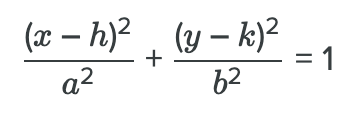 (x − h)²/a² + (y − k)²/b² = 1